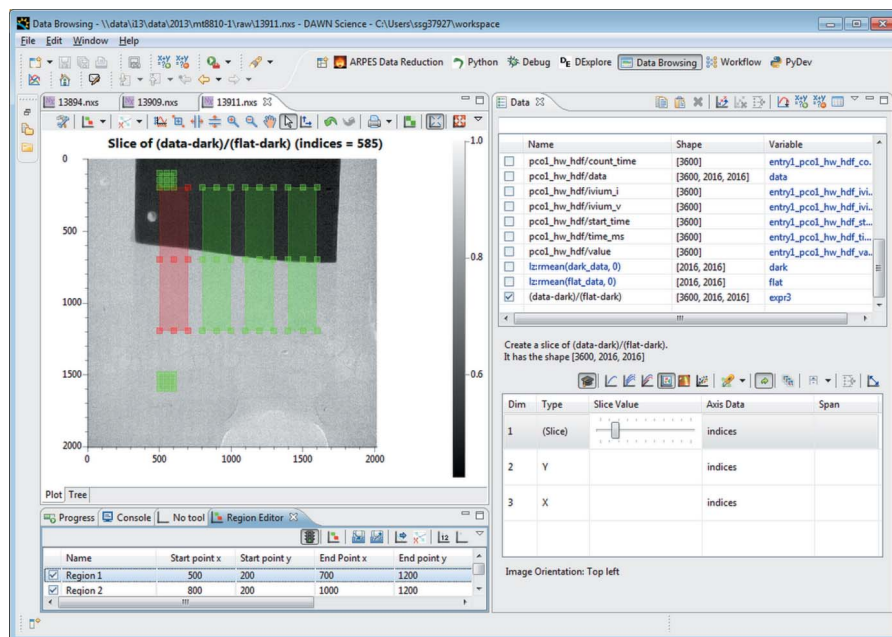 Data Browsing - \\data\i13\data\2013\mt8810-1\raw\13911.nxs - DAWN Science - C:\Users\ssg37927\workspace
File Edit Window Help
ARPES Data Reduction Python Debug DExplore Data Browsing Workflow PyDev
13894.nxs 13909.nxs 13911.nxs
Slice of (data-dark)/(flat-dark) (indices = 585)
0
500
1000
1500
2000
0 500 1000 1500 2000
1.0
0.8
0.6
Plot Tree
Progress Console No tool Region Editor
Name Start point x Start point y End Point x End point y
Region 1 500 200 700 1200
Region 2 800 200 1000 1200
Data
Name Shape Variable
pco1_hw_hdf/count_time [3600] entry1_pco1_hw_hdf_co...
pco1_hw_hdf/data [3600, 2016, 2016] data
pco1_hw_hdf/ivium_i [3600] entry1_pco1_hw_hdf_ivi...
pco1_hw_hdf/ivium_v [3600] entry1_pco1_hw_hdf_ivi...
pco1_hw_hdf/start_time [3600] entry1_pco1_hw_hdf_st...
pco1_hw_hdf/time_ms [3600] entry1_pco1_hw_hdf_ti...
pco1_hw_hdf/value [3600] entry1_pco1_hw_hdf_va...
lz:rmean(dark_data, 0) [2016, 2016] dark
lz:rmean(flat_data, 0) [2016, 2016] flat
(data-dark)/(flat-dark) [3600, 2016, 2016] expr3
Create a slice of (data-dark)/(flat-dark).
It has the shape [3600, 2016, 2016]
Dim Type Slice Value Axis Data Span
1 (Slice) indices
2 Y indices
3 X indices
Image Orientation: Top left